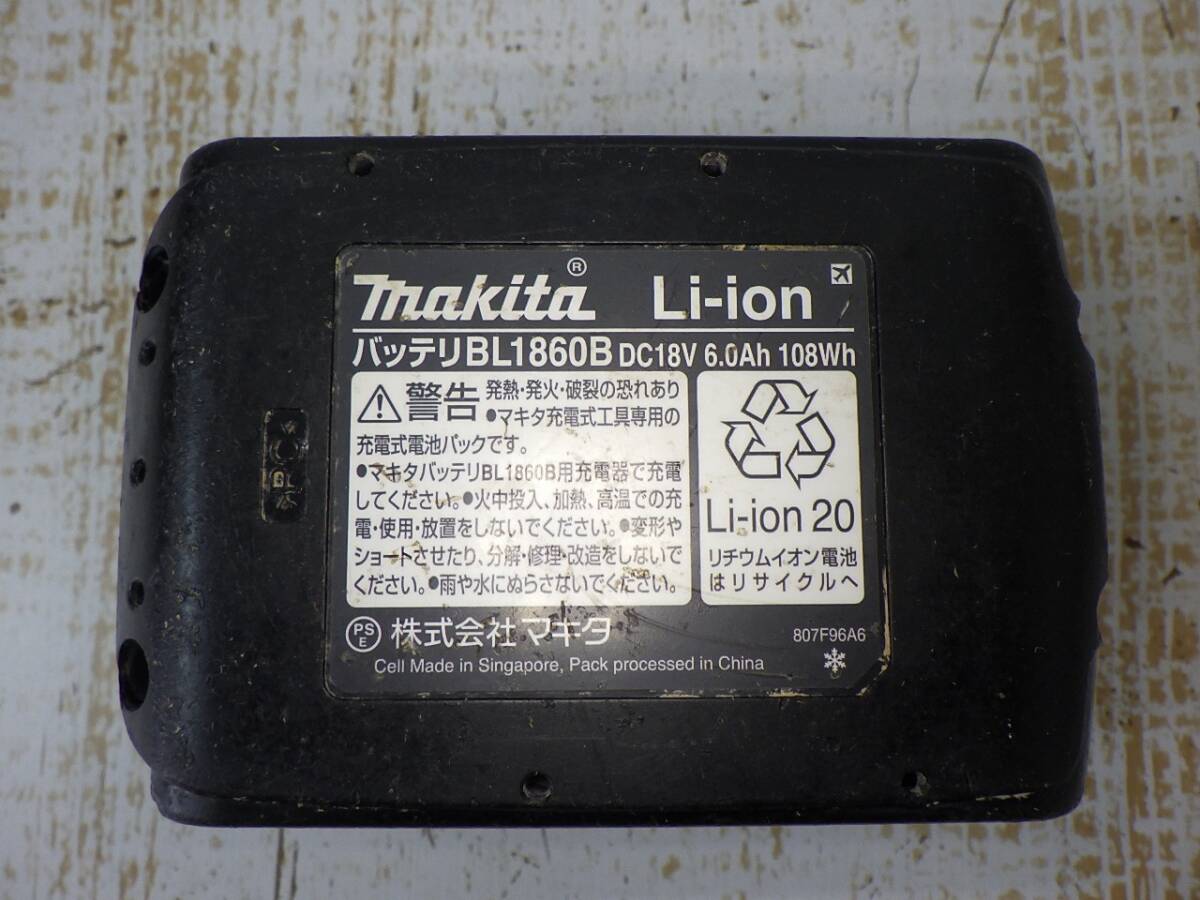 makita® Li-ion
バッテリBL1860B DC18V 6.0Ah 108Wh
警告 発熱・発火・破裂の恐れあり
●マキタ充電式工具専用の
充電式電池パックです。
●マキタバッテリBL1860B用充電器で充電
してください。●火中投入、加熱、高温での充
電・使用・放置をしないでください。●変形や
ショートさせたり、分解・修理・改造をしないで
ください。●雨や水にぬらさないでください。
Li-ion 20
リチウムイオン電池
はリサイクルへ
PS
E
株式会社マキタ
807F96A6
Cell Made in Singapore, Pack processed in China